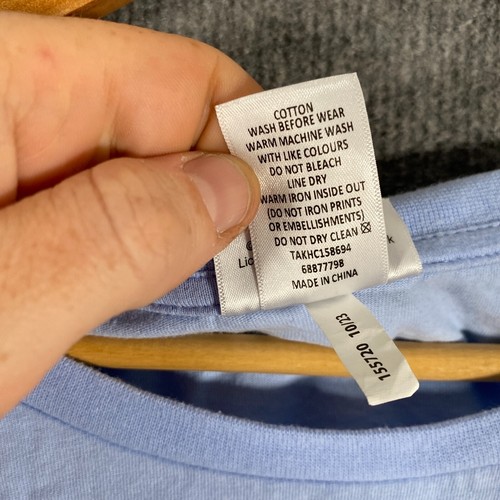 COTTON
WASH BEFORE WEAR
WARM MACHINE WASH
WITH LIKE COLOURS
DO NOT BLEACH
LINE DRY
WARM IRON INSIDE OUT
(DO NOT IRON PRINTS
OR EMBELLISHMENTS)
DO NOT DRY CLEAN
TAKHC158694
68877798
MADE IN CHINA
155720 10/23